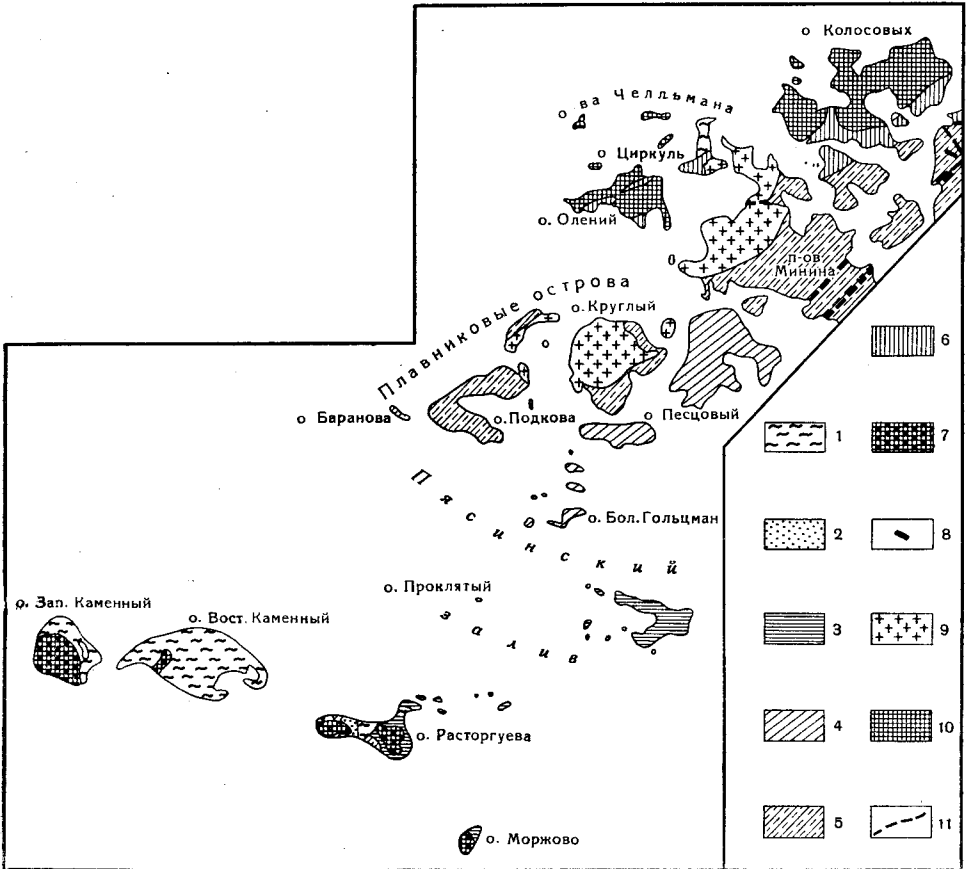 о Колосовых
о ва Челльмана
о Циркуль
о. Олений
п-ов
Минина
Плавниковые острова
о. Круглый
о Баранова
о. Подкова
о Песцовый
Пясинский
залив
о. Бол. Гольцман
о. Проклятый
о. Зап. Каменный
о. Вост. Каменный
о. Расторгуева
о. Моржово
6
1
7
2
8
3
9
4
10
5
11